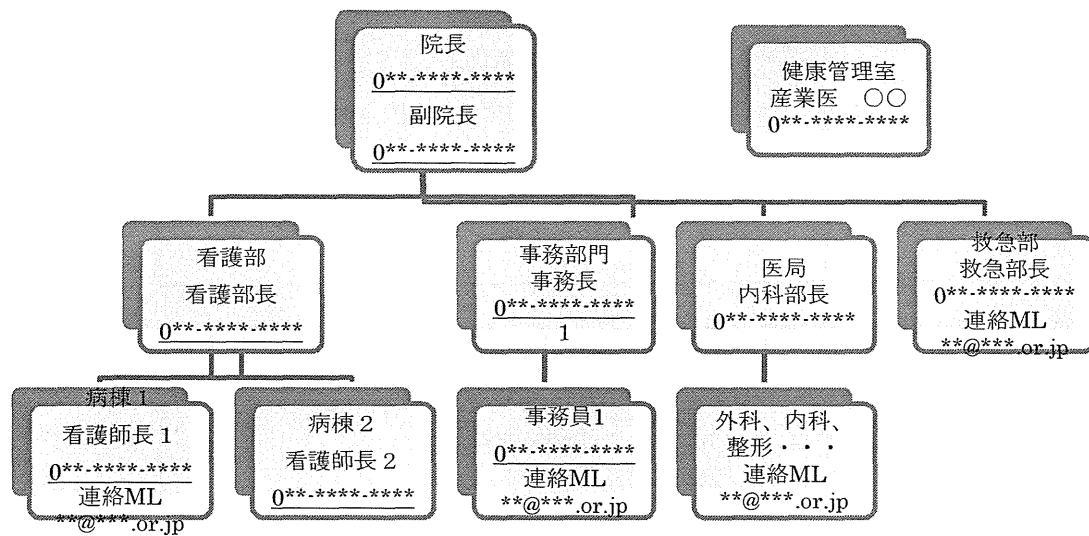 院長
0**-****-****
副院長
0**-****-****
健康管理室
産業医　○○
0**-****-****
看護部
看護部長
0**-****-****
事務部門
事務長
0**-****-****
1
医局
内科部長
0**-****-****
救急部
救急部長
0**-****-****
連絡ML
**@***.or.jp
病棟1
看護師長1
0**-****-****
連絡ML
**@***.or.jp
病棟2
看護師長2
0**-****-****
事務員1
0**-****-****
連絡ML
**@***.or.jp
外科、内科、
整形・・・
連絡ML
**@***.or.jp